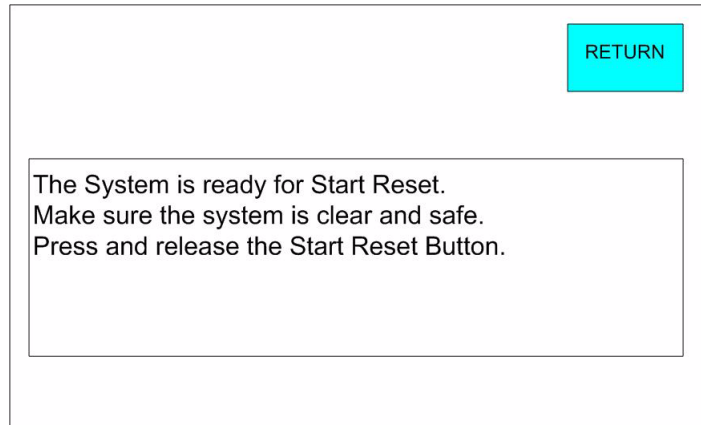 RETURN
The System is ready for Start Reset.
Make sure the system is clear and safe.
Press and release the Start Reset Button.